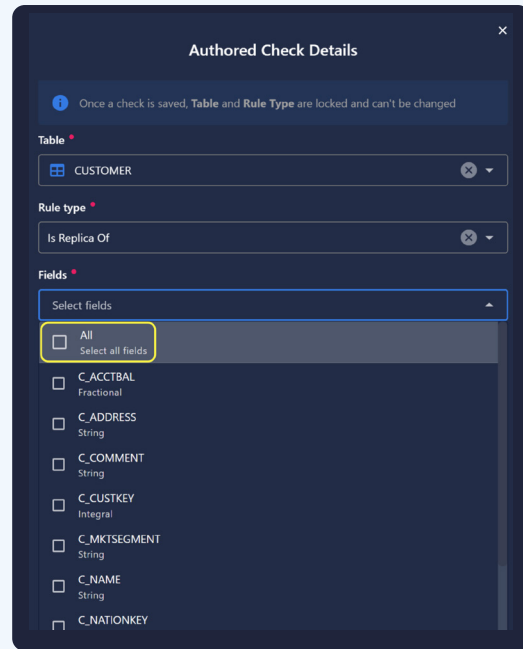 Authored Check Details
Once a check is saved, Table and Rule Type are locked and can't be changed
Table *
CUSTOMER
Rule type *
Is Replica Of
Fields *
Select fields
All
Select all fields
C_ACCTBAL
Fractional
C_ADDRESS
String
C_COMMENT
String
C_CUSTKEY
Integral
C_MKTSEGMENT
String
C_NAME
String
C_NATIONKEY